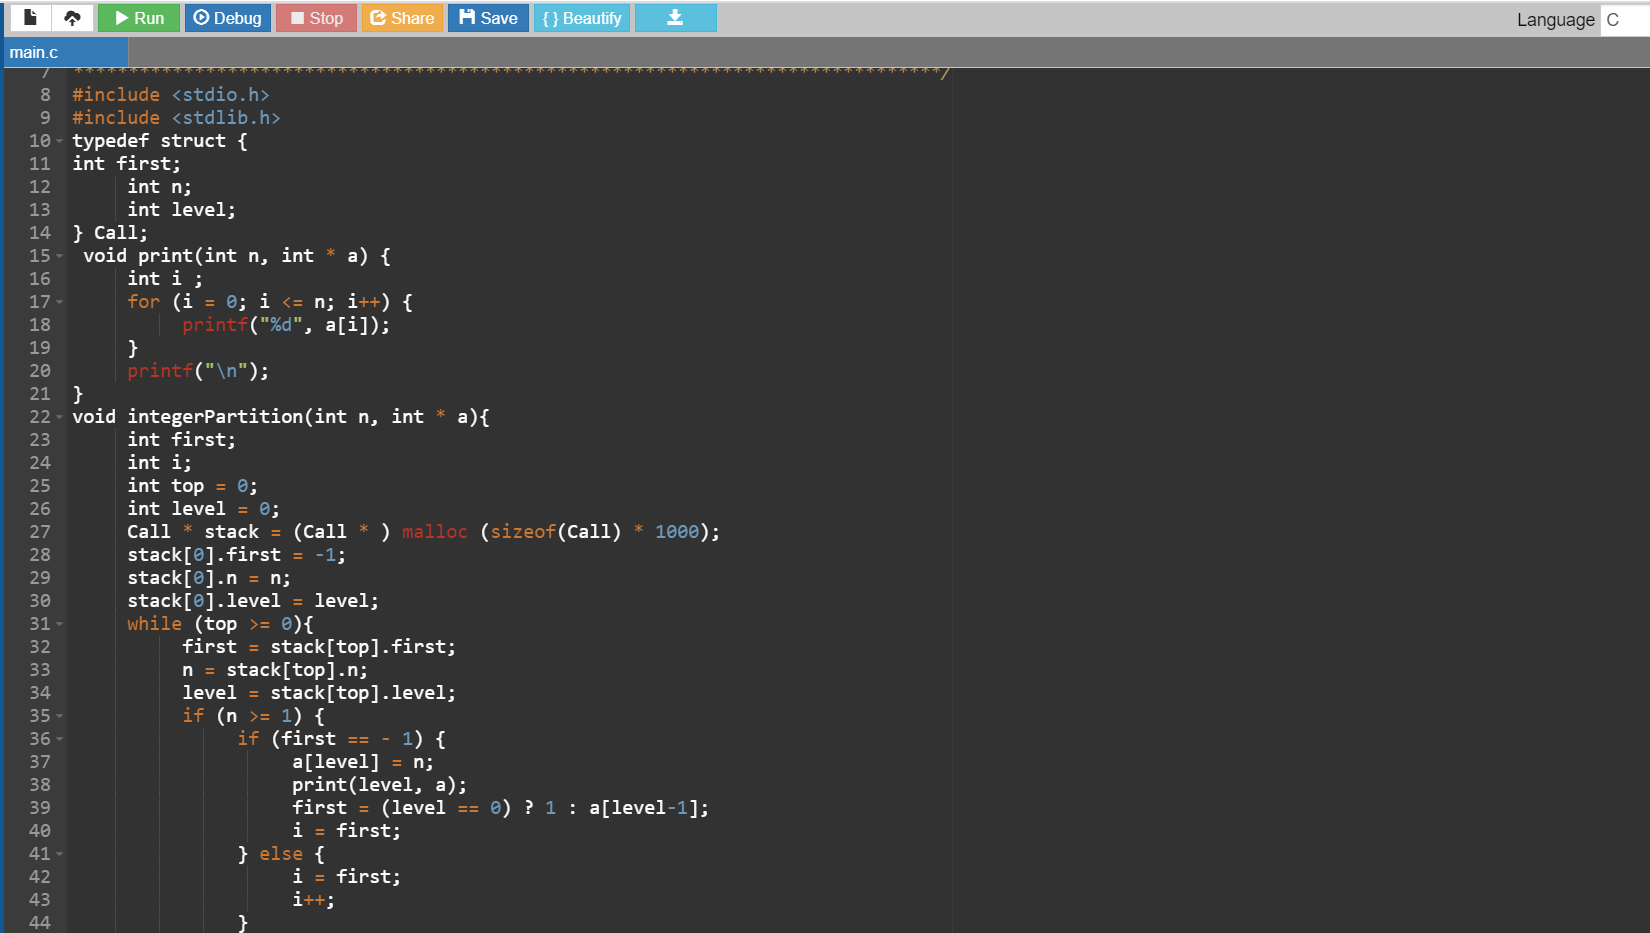 Run Debug Stop Share Save { } Beautify Language C
main.c
7 *******************************************************************************/
8 #include <stdio.h>
9 #include <stdlib.h>
10 typedef struct {
11 int first;
12 int n;
13 int level;
14 } Call;
15 void print(int n, int * a) {
16 int i ;
17 for (i = 0; i <= n; i++) {
18 printf("%d", a[i]);
19 }
20 printf("\n");
21 }
22 void integerPartition(int n, int * a){
23 int first;
24 int i;
25 int top = 0;
26 int level = 0;
27 Call * stack = (Call * ) malloc (sizeof(Call) * 1000);
28 stack[0].first = -1;
29 stack[0].n = n;
30 stack[0].level = level;
31 while (top >= 0){
32 first = stack[top].first;
33 n = stack[top].n;
34 level = stack[top].level;
35 if (n >= 1) {
36 if (first == - 1) {
37 a[level] = n;
38 print(level, a);
39 first = (level == 0) ? 1 : a[level-1];
40 i = first;
41 } else {
42 i = first;
43 i++;
44 }